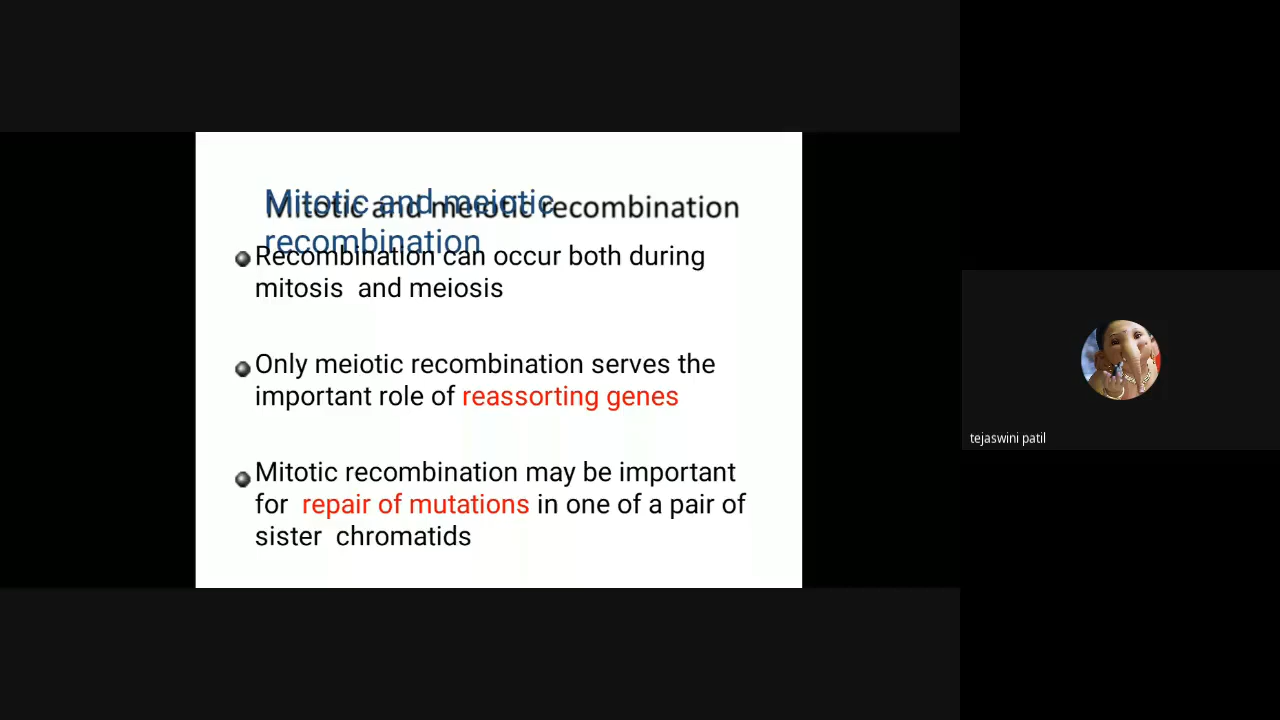 Mitotic and meiotic recombination
Mitotic and meiotic
recombination
Recombination can occur both during
mitosis and meiosis
Only meiotic recombination serves the
important role of reassorting genes
Mitotic recombination may be important
for repair of mutations in one of a pair of
sister chromatids
tejaswini patil